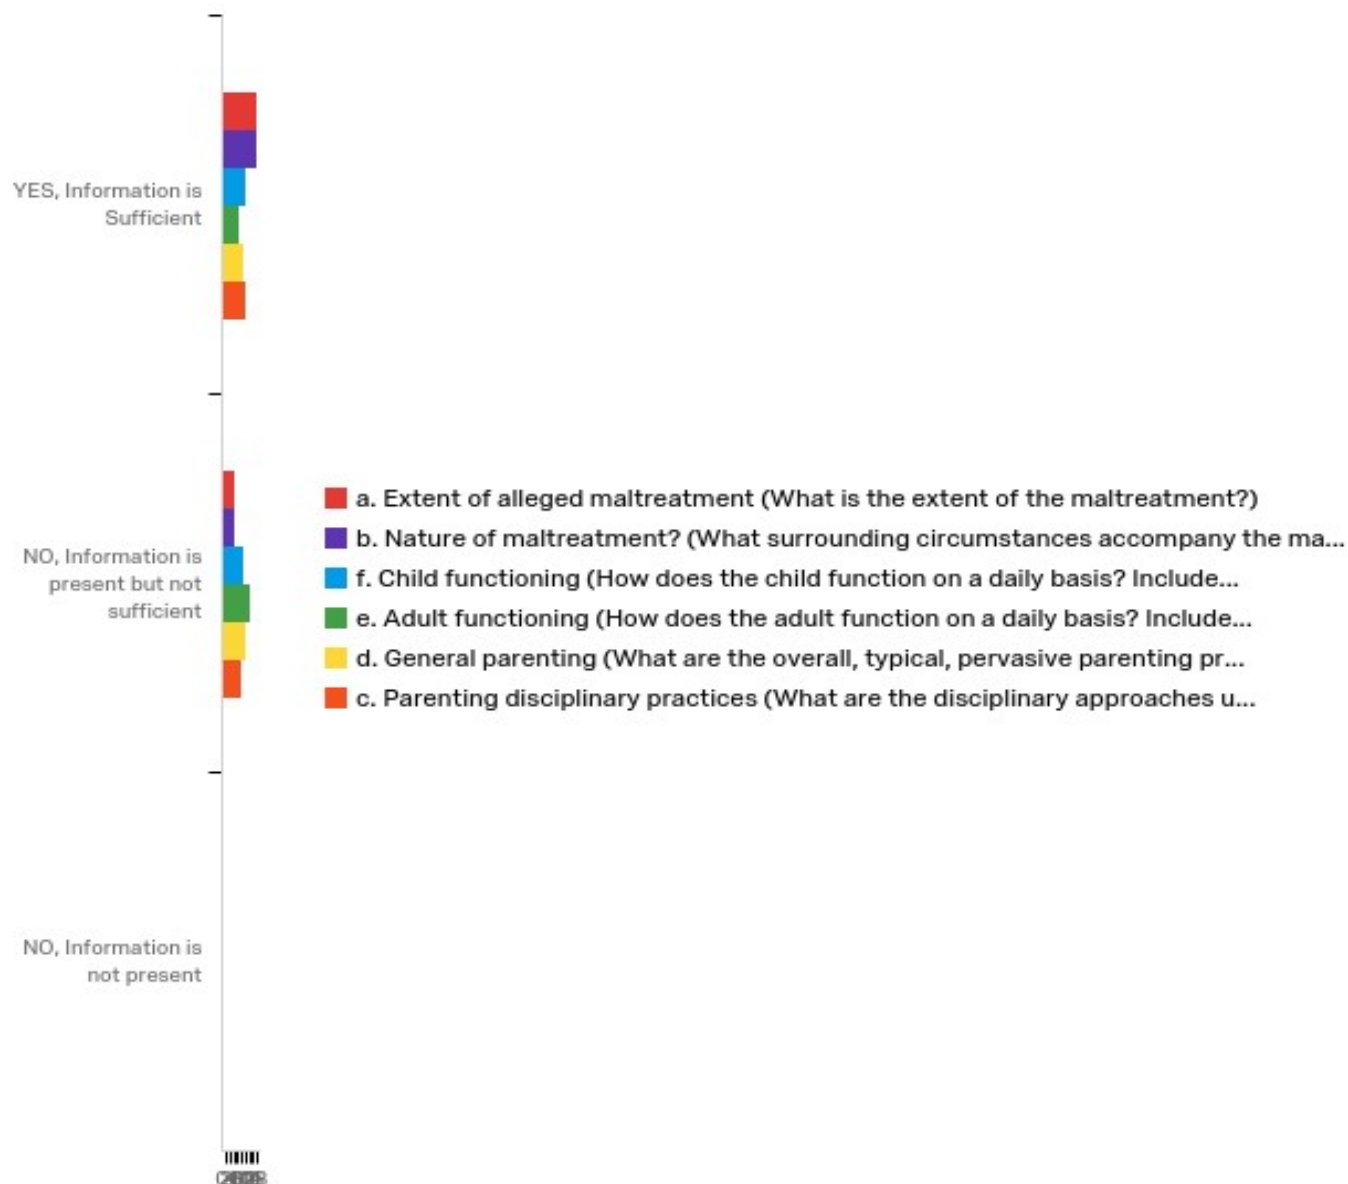 YES, Information is
Sufficient
NO, Information is
present but not
sufficient
a. Extent of alleged maltreatment (What is the extent of the maltreatment?)
b. Nature of maltreatment? (What surrounding circumstances accompany the ma...
f. Child functioning (How does the child function on a daily basis? Include...
e. Adult functioning (How does the adult function on a daily basis? Include...
d. General parenting (What are the overall, typical, pervasive parenting pr...
c. Parenting disciplinary practices (What are the disciplinary approaches u...
NO, Information is
not present